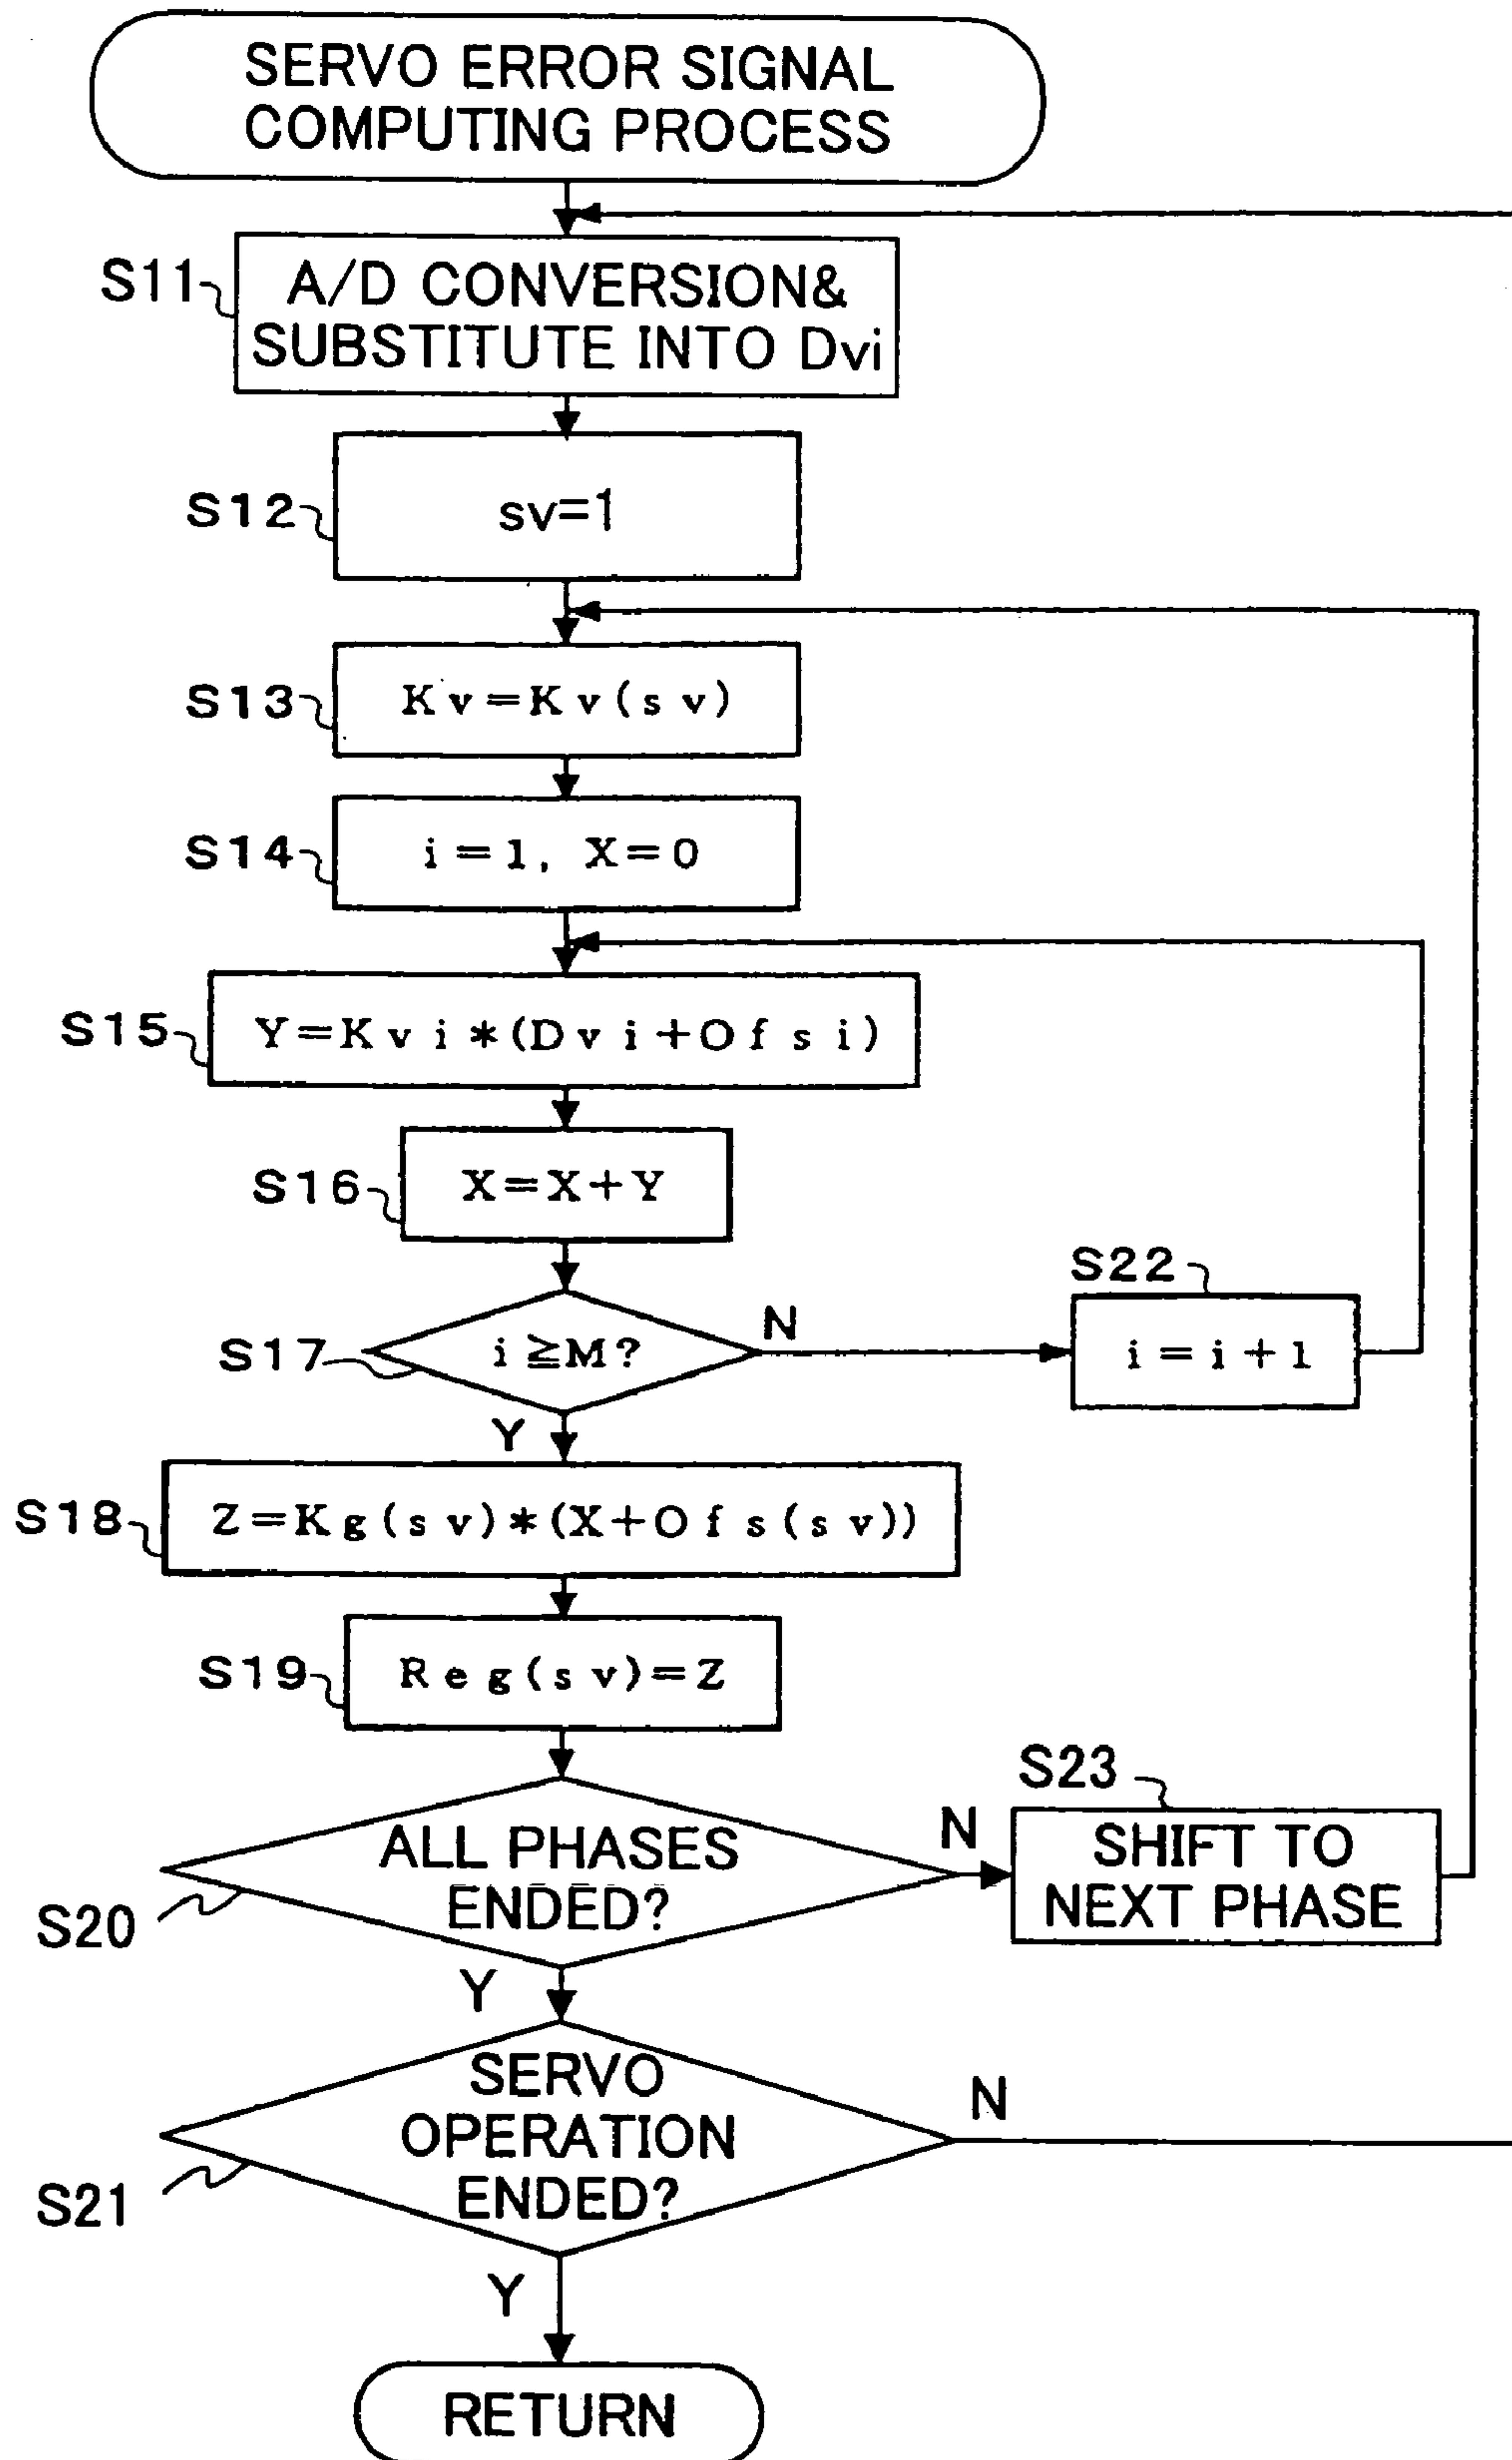 SERVO ERROR SIGNAL
COMPUTING PROCESS
S11
A/D CONVERSION&
SUBSTITUTE INTO Dvi
S12
sv=1
S13
Kv=Kv(sv)
S14
i=1, X=0
S15
Y=Kvi*(Dvi+Ofsi)
S16
X=X+Y
S17
i≧M?
N
S22
i=i+1
Y
S18
Z=Kg(sv)*(X+Ofs(sv))
S19
Reg(sv)=Z
S20
ALL PHASES
ENDED?
N
S23
SHIFT TO
NEXT PHASE
Y
S21
SERVO
OPERATION
ENDED?
N
Y
RETURN